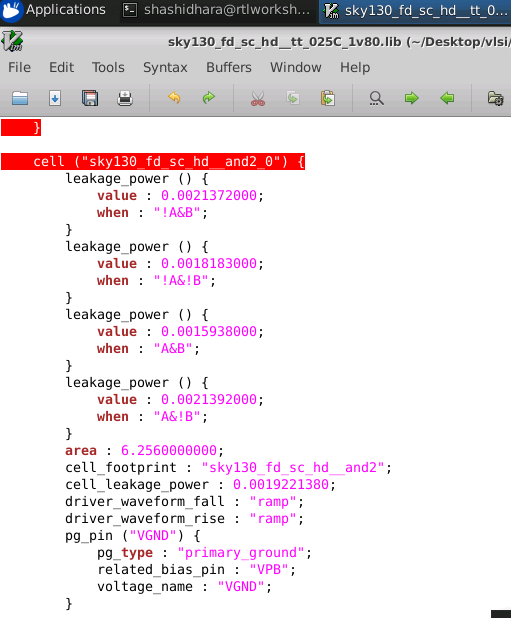 Applications
shashidhara@rtlworksh...
sky130_fd_sc_hd__tt_0...
sky130_fd_sc_hd__tt_025C_1v80.lib (~/Desktop/vlsi/
File Edit Tools Syntax Buffers Window Help
}
cell ("sky130_fd_sc_hd__and2_0") {
leakage_power () {
value : 0.0021372000;
when : "!A&B";
}
leakage_power () {
value : 0.0018183000;
when : "!A&!B";
}
leakage_power () {
value : 0.0015938000;
when : "A&B";
}
leakage_power () {
value : 0.0021392000;
when : "A&!B";
}
area : 6.2560000000;
cell_footprint : "sky130_fd_sc_hd__and2";
cell_leakage_power : 0.0019221380;
driver_waveform_fall : "ramp";
driver_waveform_rise : "ramp";
pg_pin ("VGND") {
pg_type : "primary_ground";
related_bias_pin : "VPB";
voltage_name : "VGND";
}